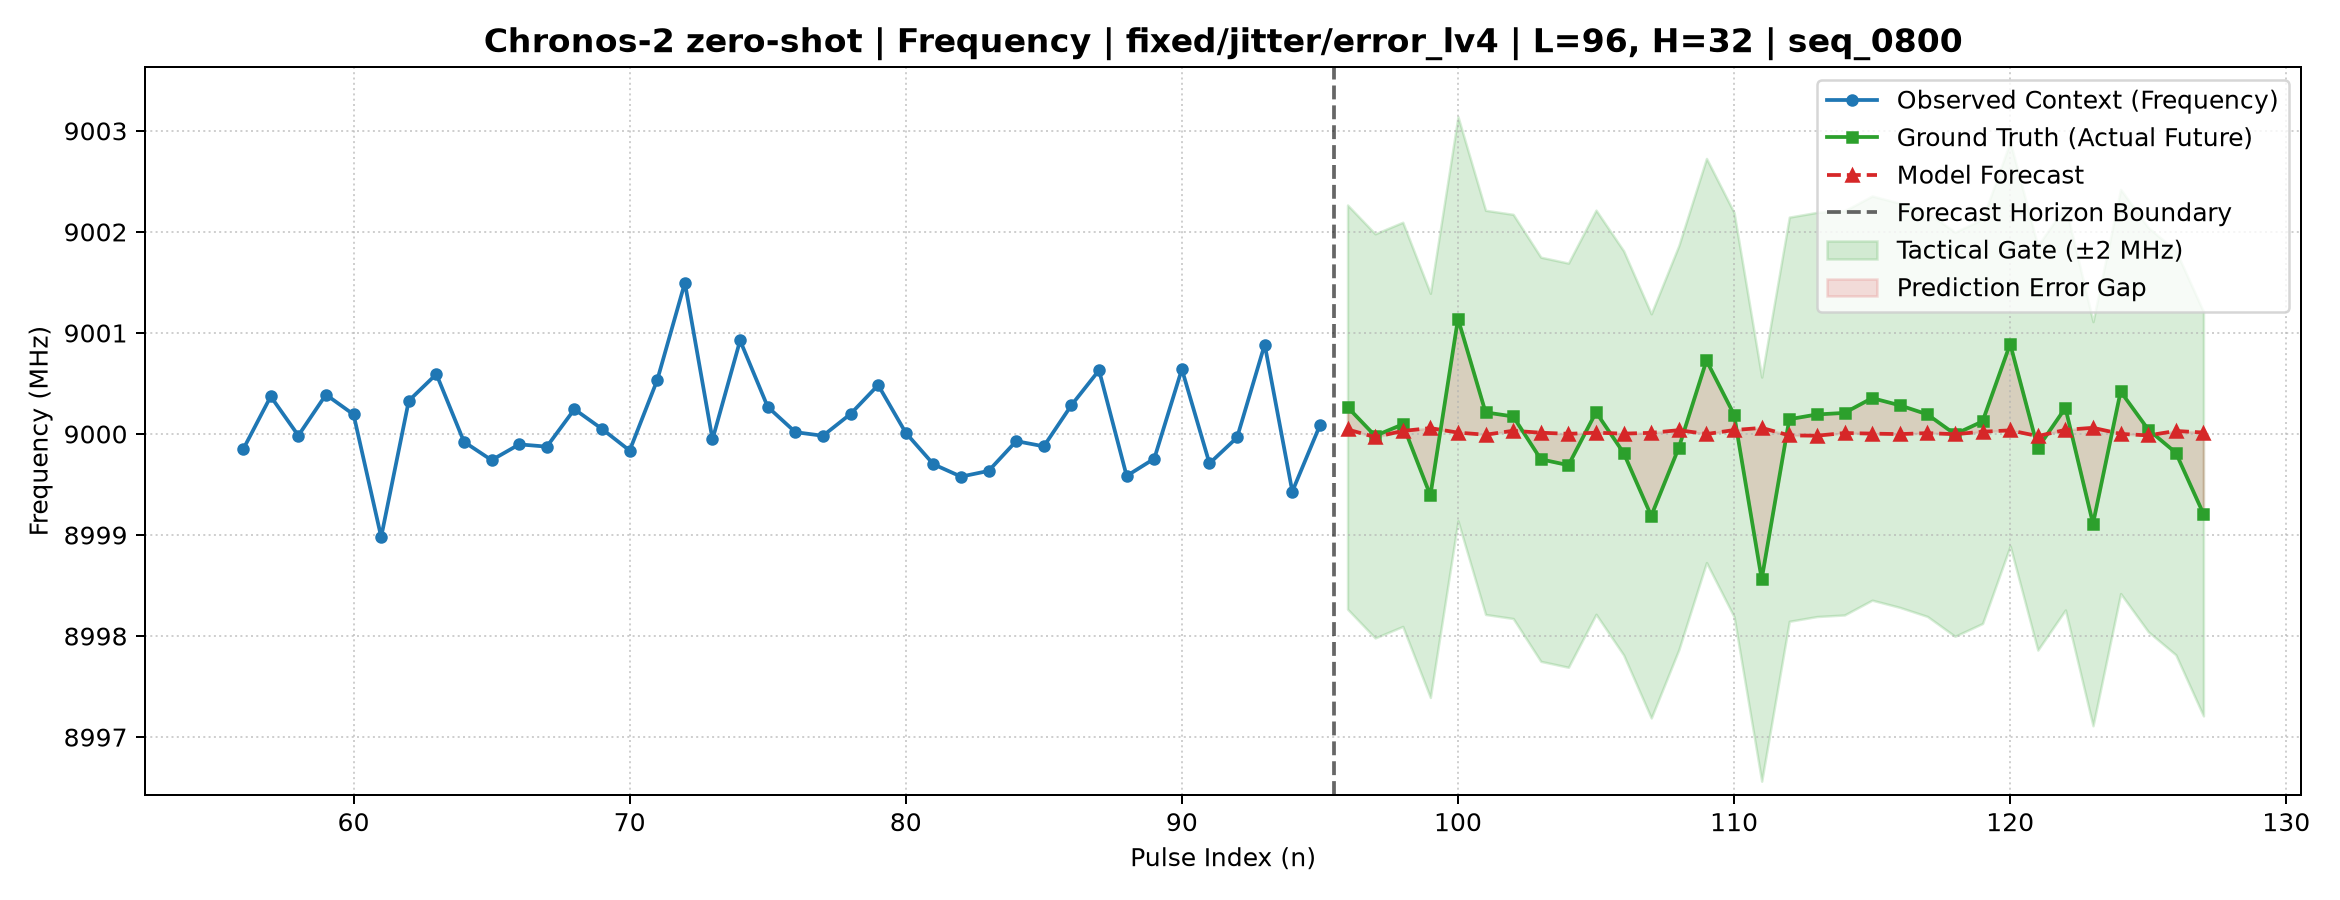 Chronos-2 zero-shot | Frequency | fixed/jitter/error_lv4 | L=96, H=32 | seq_0800
Observed Context (Frequency)
Ground Truth (Actual Future)
Model Forecast
Forecast Horizon Boundary
Tactical Gate (±2 MHz)
Prediction Error Gap
Frequency (MHz)
9003
9002
9001
9000
8999
8998
8997
60 70 80 90 100 110 120 130
Pulse Index (n)